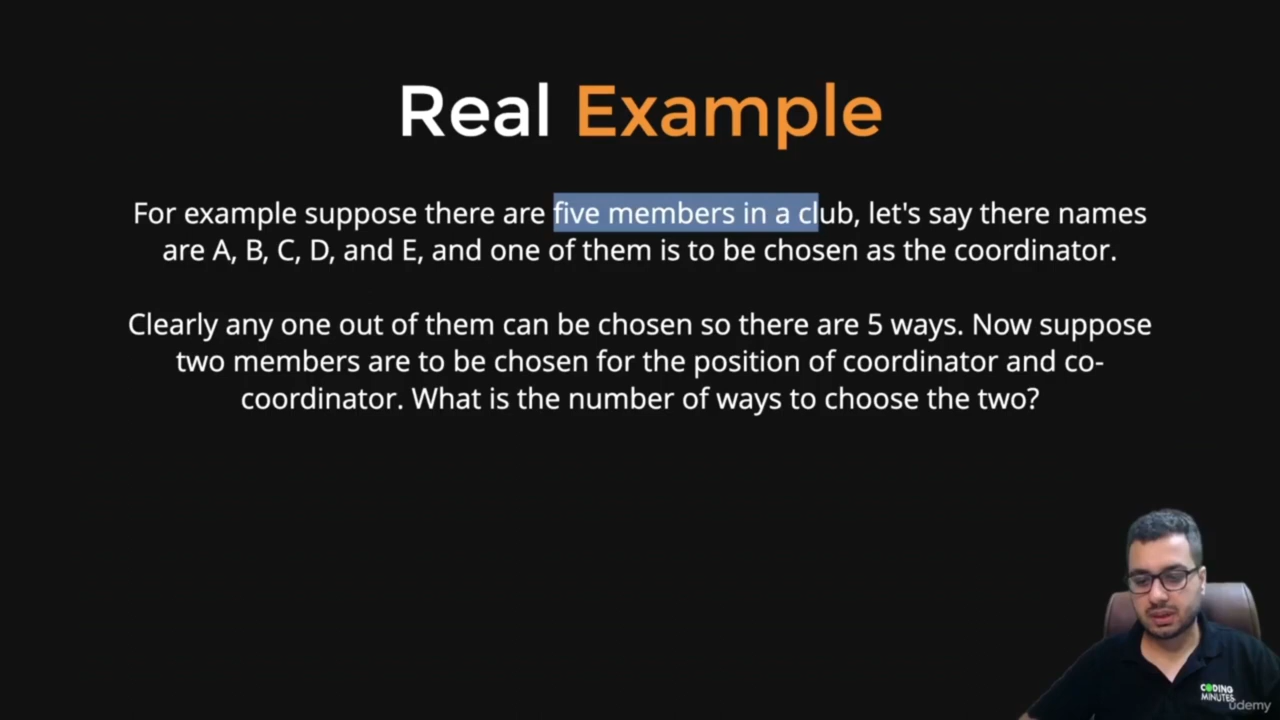 Real Example
For example suppose there are five members in a club, let's say there names
are A, B, C, D, and E, and one of them is to be chosen as the coordinator.
Clearly any one out of them can be chosen so there are 5 ways. Now suppose
two members are to be chosen for the position of coordinator and co-
coordinator. What is the number of ways to choose the two?
CODING
MINUTES
ûdemy